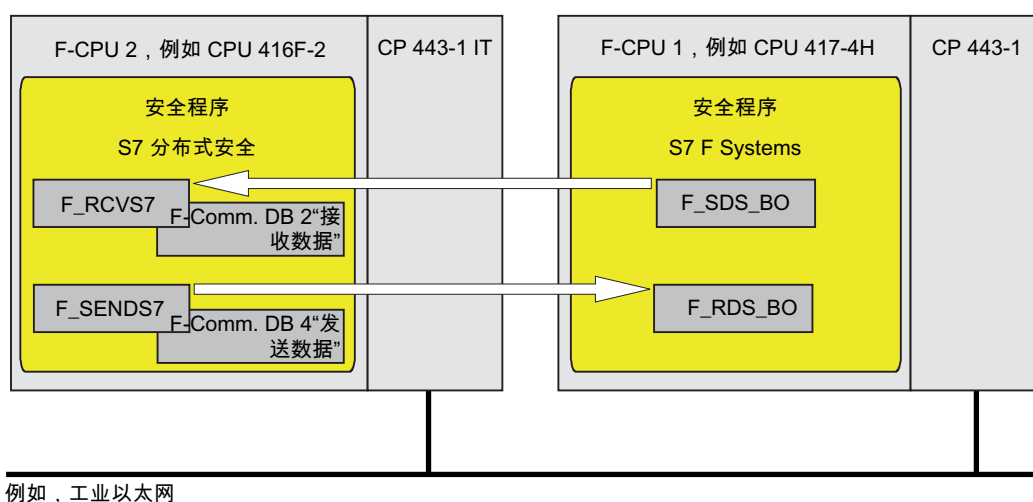 F-CPU 2，例如 CPU 416F-2
CP 443-1 IT
安全程序
S7 分布式安全
F_RCVS7
F-Comm. DB 2“接
收数据”
F_SENDS7
F-Comm. DB 4“发
送数据”
F-CPU 1，例如 CPU 417-4H
CP 443-1
安全程序
S7 F Systems
F_SDS_BO
F_RDS_BO
例如，工业以太网